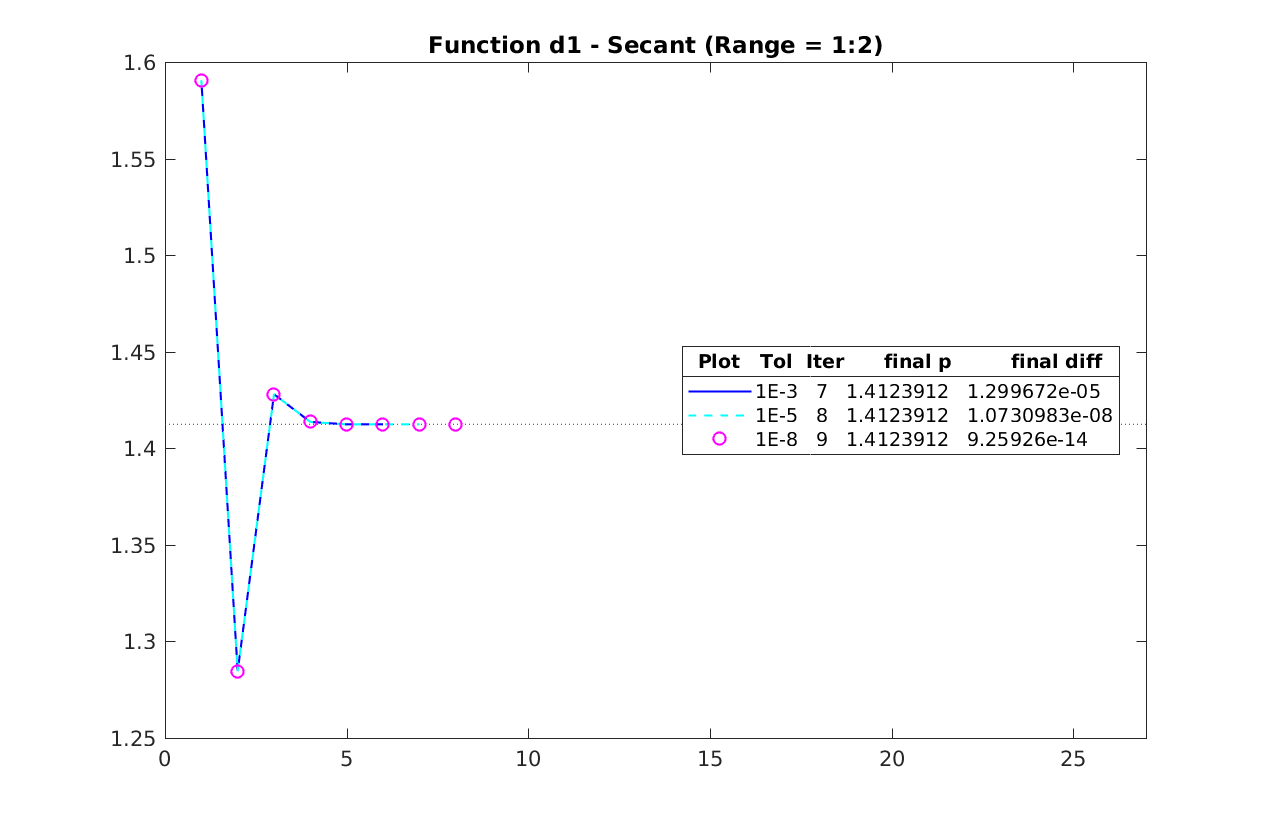 Function d1 - Secant (Range = 1:2)
1.6
1.55
1.5
1.45
1.4
1.35
1.3
1.25
0 5 10 15 20 25
Plot Tol Iter final p final diff
1E-3 7 1.4123912 1.299672e-05
1E-5 8 1.4123912 1.0730983e-08
1E-8 9 1.4123912 9.25926e-14